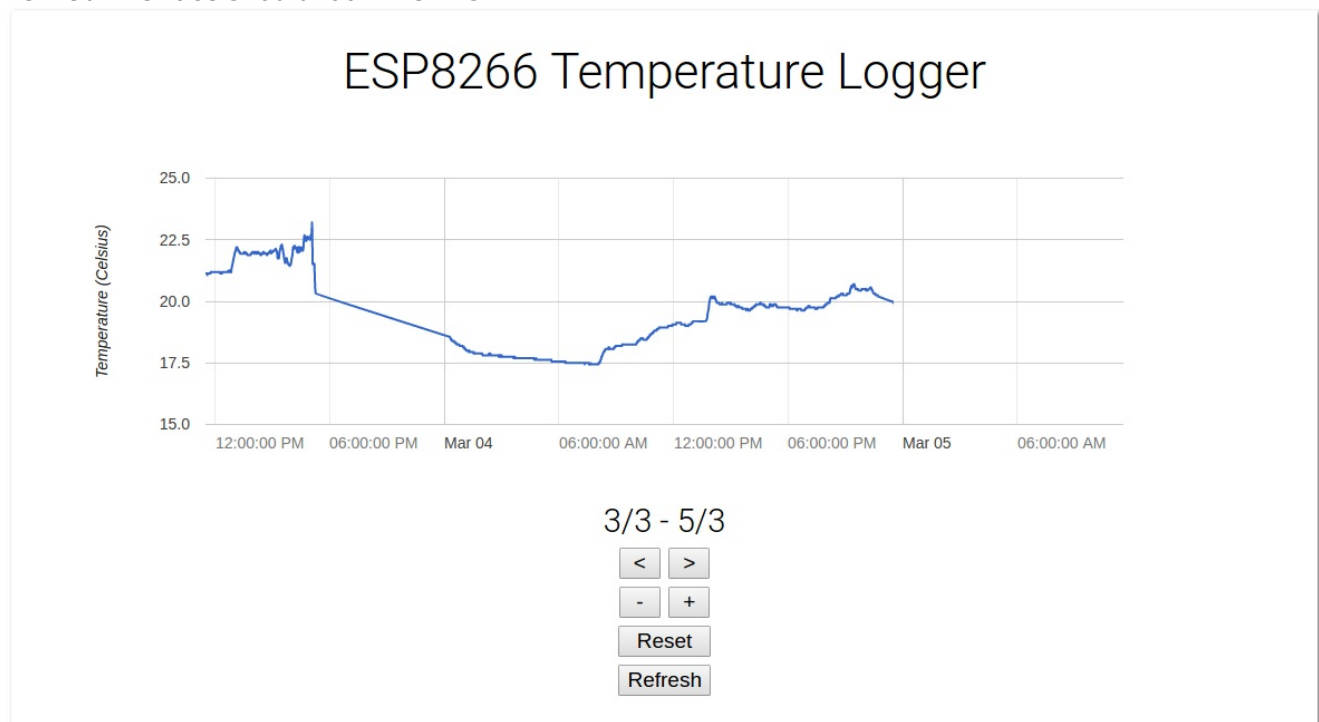 ESP8266 Temperature Logger
25.0
22.5
20.0
17.5
15.0
Temperature (Celsius)
12:00:00 PM 06:00:00 PM Mar 04 06:00:00 AM 12:00:00 PM 06:00:00 PM Mar 05 06:00:00 AM
3/3 - 5/3
< >
- +
Reset
Refresh